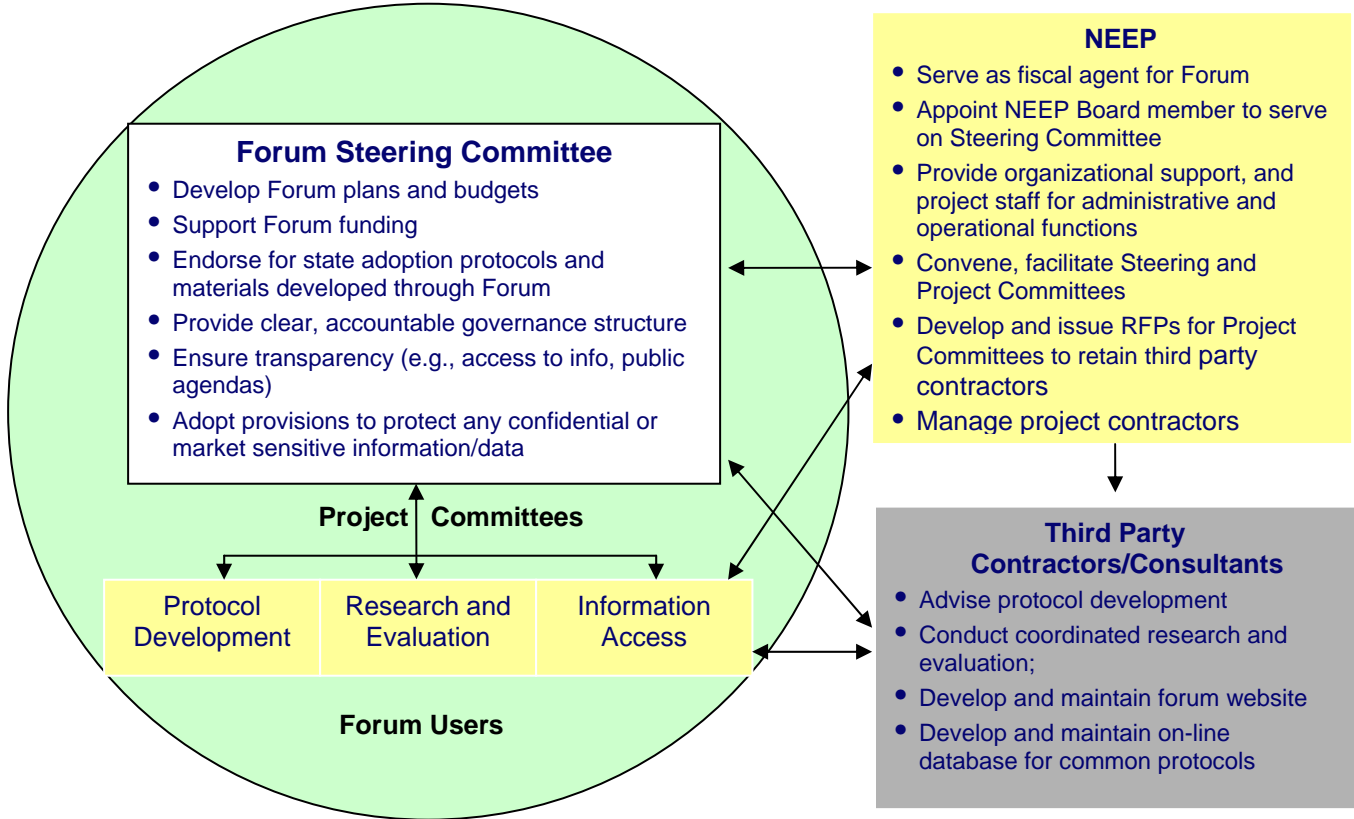 Forum Steering Committee
• Develop Forum plans and budgets
• Support Forum funding
• Endorse for state adoption protocols and
materials developed through Forum
• Provide clear, accountable governance structure
• Ensure transparency (e.g., access to info, public
agendas)
• Adopt provisions to protect any confidential or
market sensitive information/data
Project Committees
Protocol
Development
Research and
Evaluation
Information
Access
Forum Users
NEEP
• Serve as fiscal agent for Forum
• Appoint NEEP Board member to serve
on Steering Committee
• Provide organizational support, and
project staff for administrative and
operational functions
• Convene, facilitate Steering and
Project Committees
• Develop and issue RFPs for Project
Committees to retain third party
contractors
• Manage project contractors
Third Party
Contractors/Consultants
• Advise protocol development
• Conduct coordinated research and
evaluation;
• Develop and maintain forum website
• Develop and maintain on-line
database for common protocols